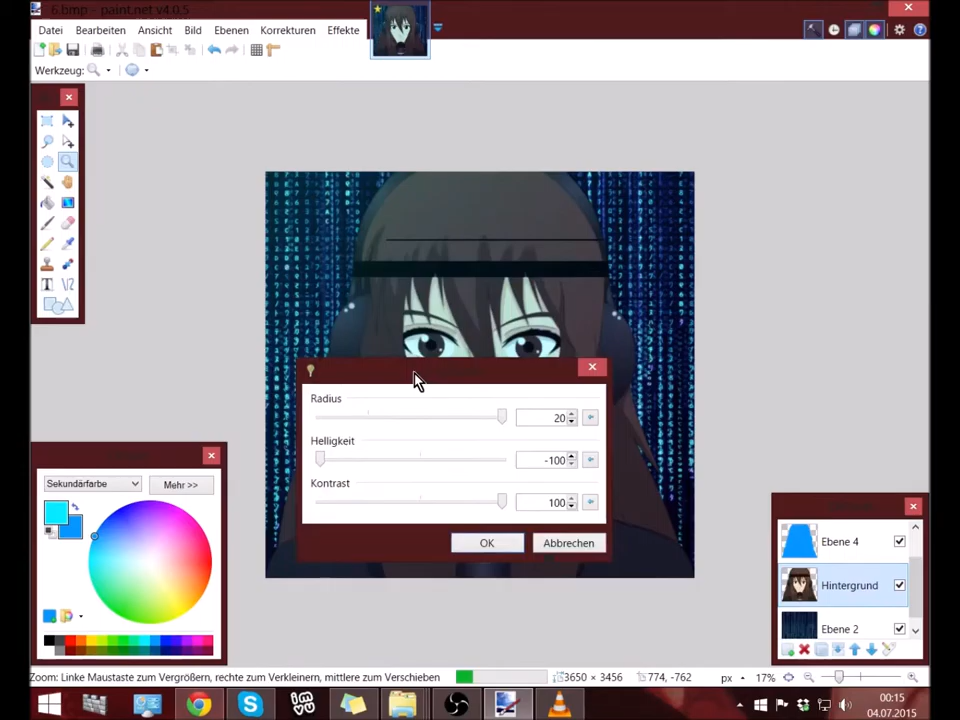 6.bmp - paint.net v4.0.5
Datei Bearbeiten Ansicht Bild Ebenen Korrekturen Effekte
Werkzeug:
Radius
20
Helligkeit
-100
Kontrast
100
OK Abbrechen
Sekundärfarbe Mehr >>
Ebene 4
Hintergrund
Ebene 2
Zoom: Linke Maustaste zum Vergrößern, rechte zum Verkleinern, mittlere zum Verschieben 3650 × 3456 774, -762 px 17%
imvu 00:15
04.07.2015